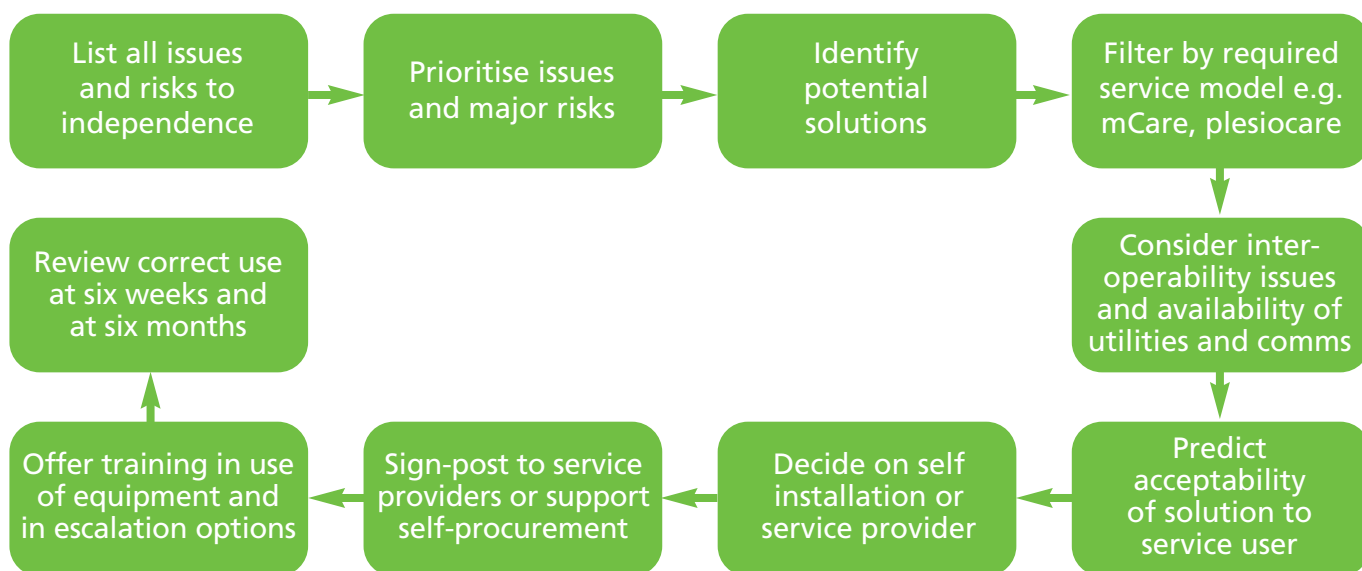 List all issues
and risks to
independence
Prioritise issues
and major risks
Identify
potential
solutions
Filter by required
service model e.g.
mCare, plesiocare
Consider inter-
operability issues
and availability of
utilities and comms
Predict
acceptability
of solution to
service user
Decide on self
installation or
service provider
Sign-post to service
providers or support
self-procurement
Offer training in use
of equipment and
in escalation options
Review correct use
at six weeks and
at six months